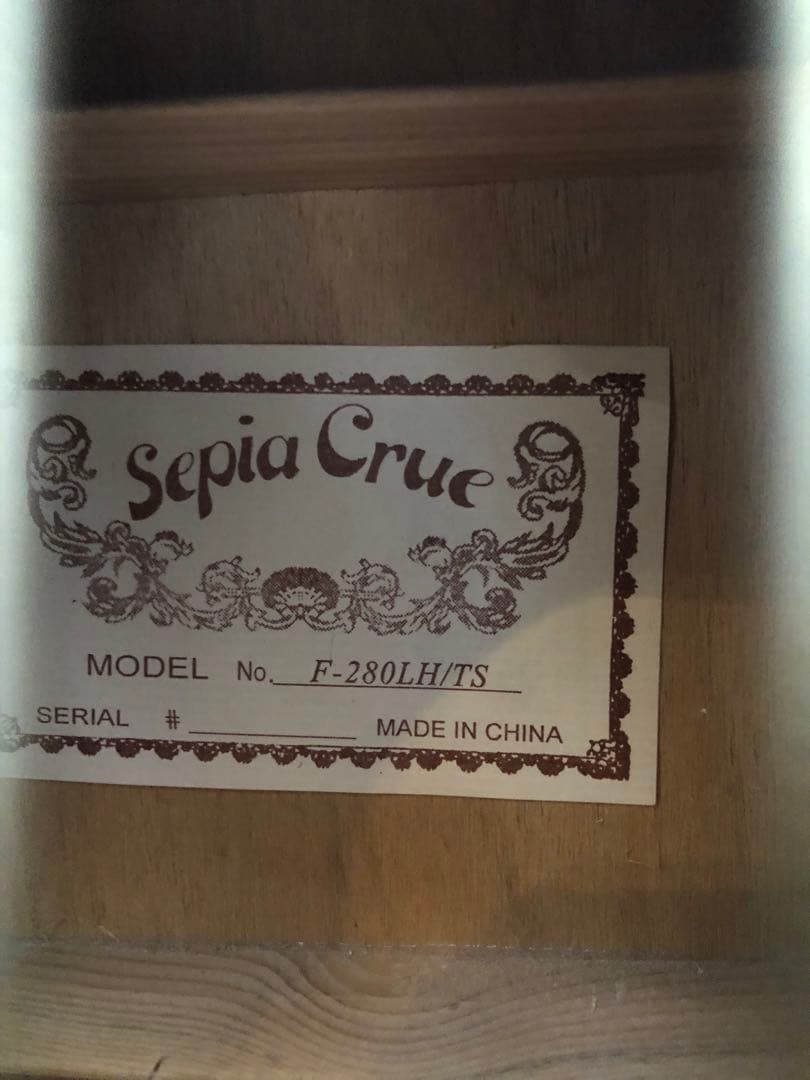 Sepia Crue
MODEL No. F-280LH/TS
SERIAL # MADE IN CHINA